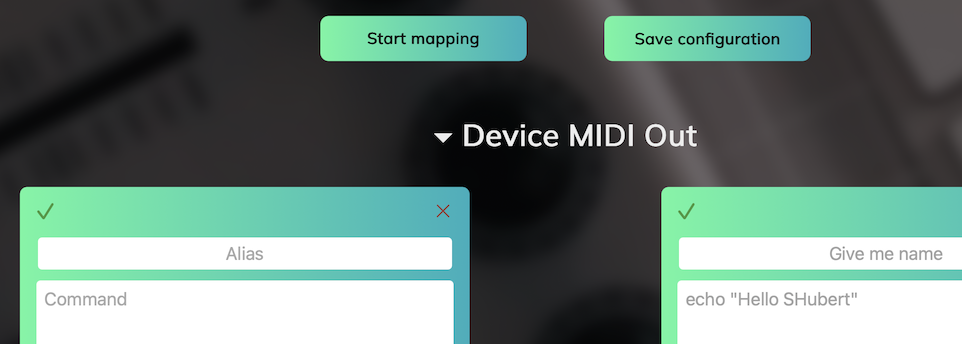 Start mapping
Save configuration
Device MIDI Out
Alias
Give me name
Command
echo "Hello SHubert"